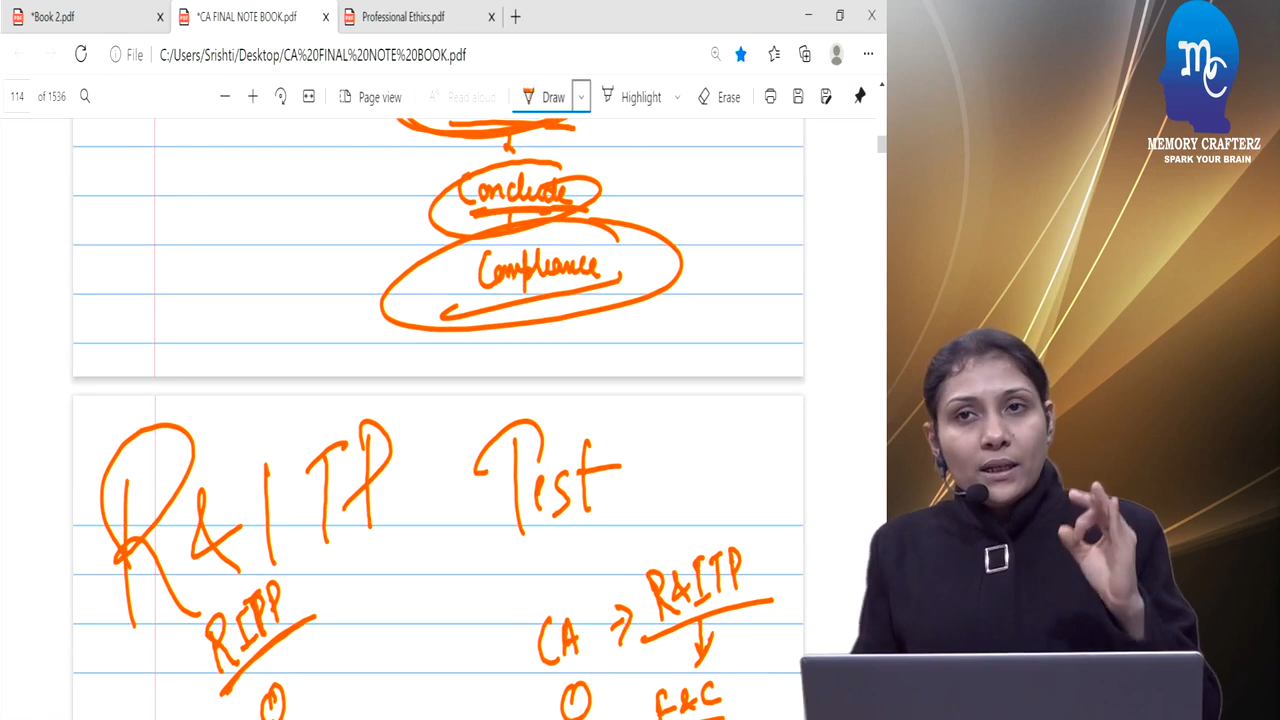 *Book 2.pdf
*CA FINAL NOTE BOOK.pdf
Professional Ethics.pdf
File
C:/Users/Srishti/Desktop/CA%20FINAL%20NOTE%20BOOK.pdf
114 of 1536
Page view
Read aloud
Draw
Highlight
Erase
MC
MEMORY CRAFTERZ
SPARK YOUR BRAIN
Conclude
Compliance
R&ITP Test
R&ITP
CA
F&C